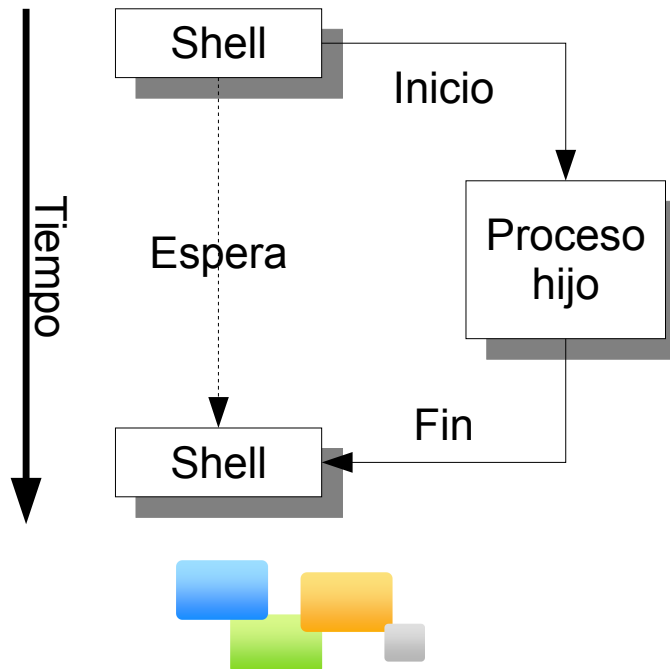 Shell
Inicio
Tiempo
Espera
Proceso
hijo
Fin
Shell